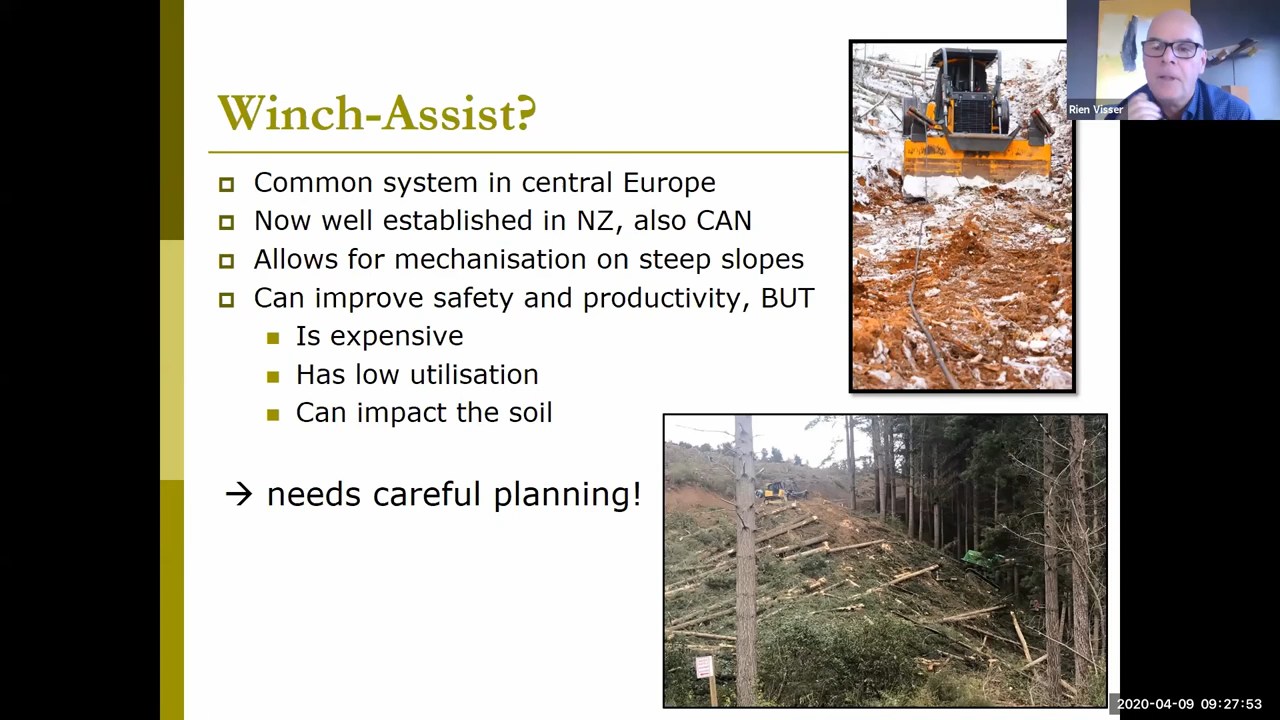 Winch-Assist?
Common system in central Europe
Now well established in NZ, also CAN
Allows for mechanisation on steep slopes
Can improve safety and productivity, BUT
Is expensive
Has low utilisation
Can impact the soil
→ needs careful planning!
Rien Visser
2020-04-09 09:27:53